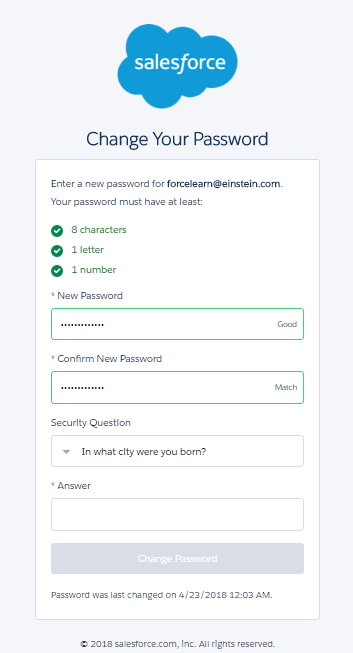 salesforce
Change Your Password
Enter a new password for forcelearn@einstein.com.
Your password must have at least:
8 characters
1 letter
1 number
* New Password
••••••••••••• Good
* Confirm New Password
••••••••••••• Match
Security Question
In what city were you born?
* Answer
Change Password
Password was last changed on 4/23/2018 12:03 AM.
© 2018 salesforce.com, Inc. All rights reserved.